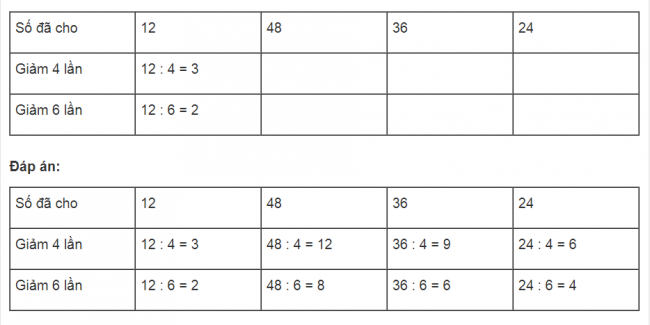 Số đã cho 12 48 36 24
Giảm 4 lần 12 : 4 = 3
Giảm 6 lần 12 : 6 = 2
Đáp án:
Số đã cho 12 48 36 24
Giảm 4 lần 12 : 4 = 3 48 : 4 = 12 36 : 4 = 9 24 : 4 = 6
Giảm 6 lần 12 : 6 = 2 48 : 6 = 8 36 : 6 = 6 24 : 6 = 4